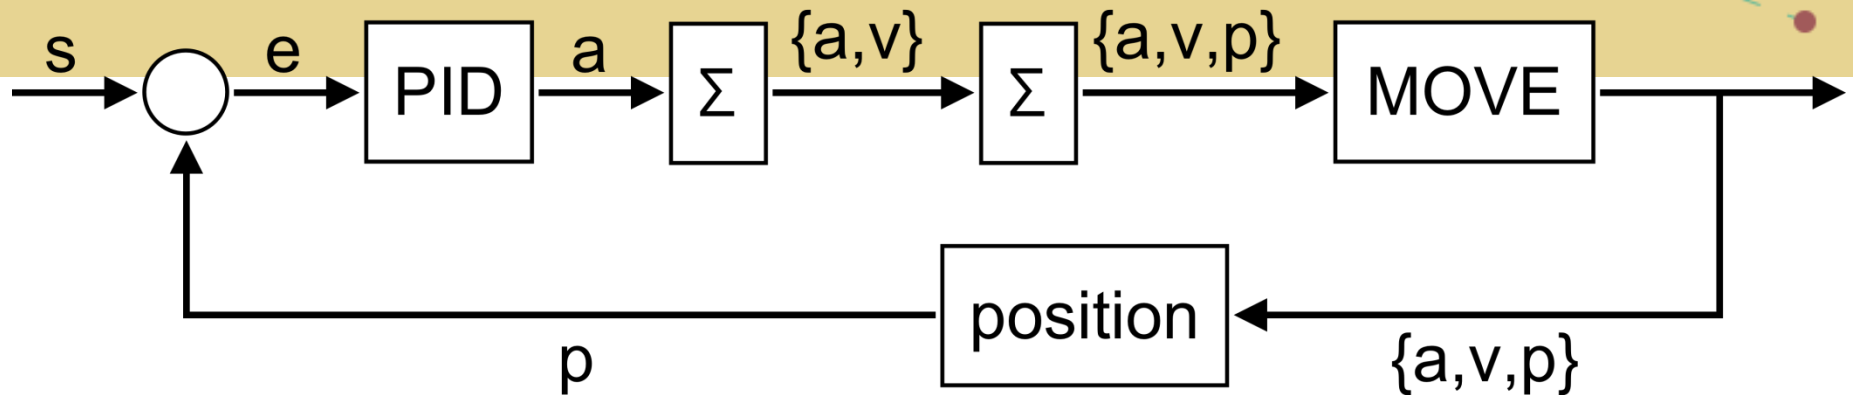 s
e
PID
a
Σ
{a,v}
Σ
{a,v,p}
MOVE
position
p
{a,v,p}